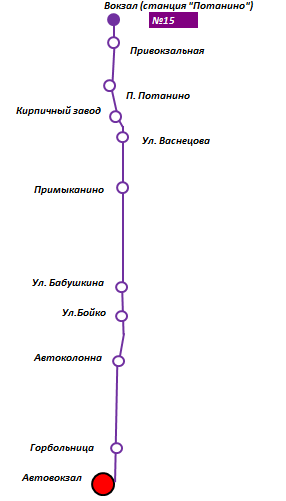 Вокзал (станция "Потанино")
№15
Привокзальная
П. Потанино
Кирпичный завод
Ул. Васнецова
Примыканино
Ул. Бабушкина
Ул.Бойко
Автоколонна
Горбольница
Автовокзал